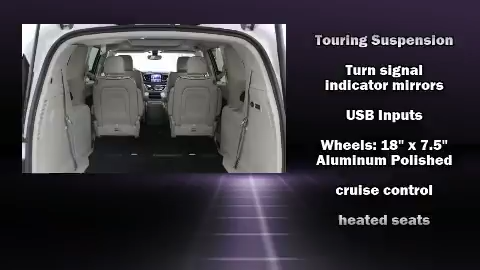 Touring Suspension
Turn signal
indicator mirrors
USB Inputs
Wheels: 18" x 7.5"
Aluminum Polished
cruise control
heated seats